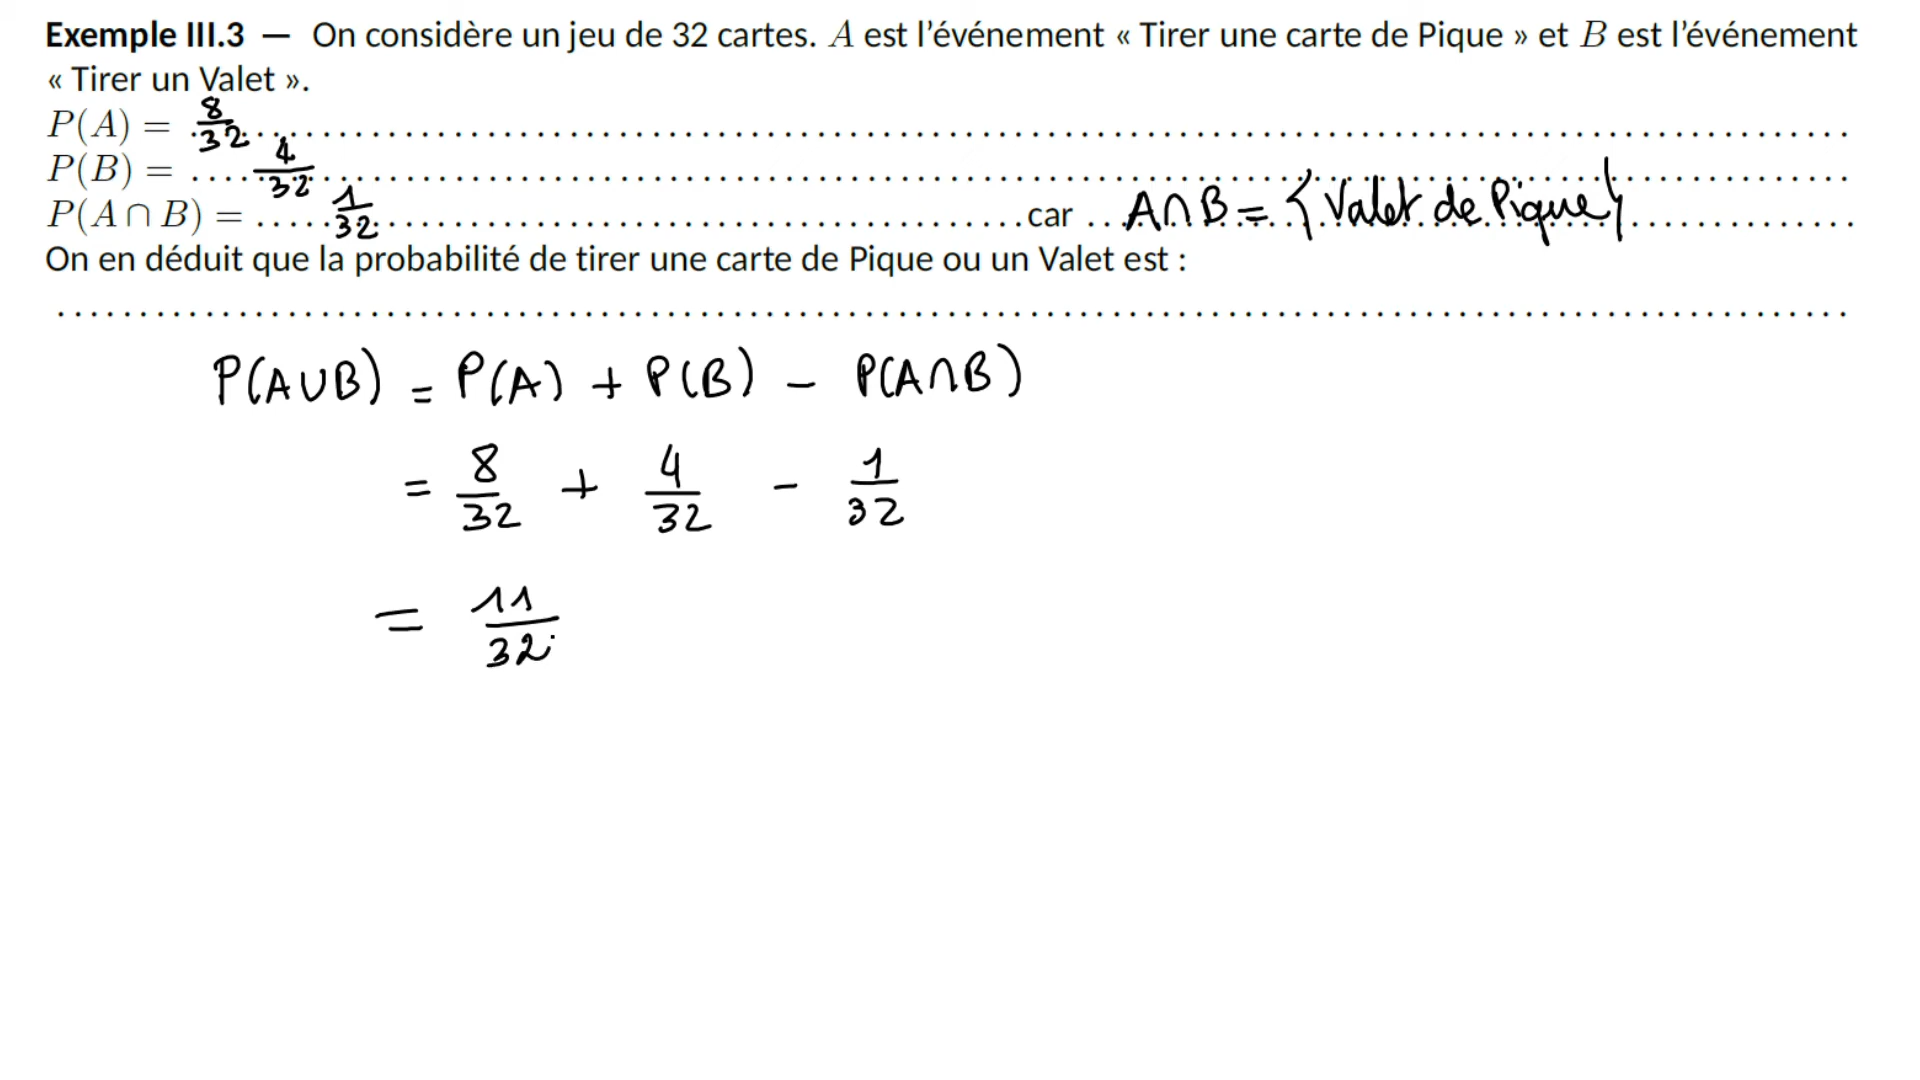 Exemple III.3 — On considère un jeu de 32 cartes. A est l'événement « Tirer une carte de Pique » et B est l'événement
« Tirer un Valet ».
P(A) = 8/32
P(B) = 4/32
P(A ∩ B) = 1/32 car A∩B = {Valet de Pique}
On en déduit que la probabilité de tirer une carte de Pique ou un Valet est :
P(A∪B) = P(A) + P(B) - P(A∩B)
= 8/32 + 4/32 - 1/32
= 11/32